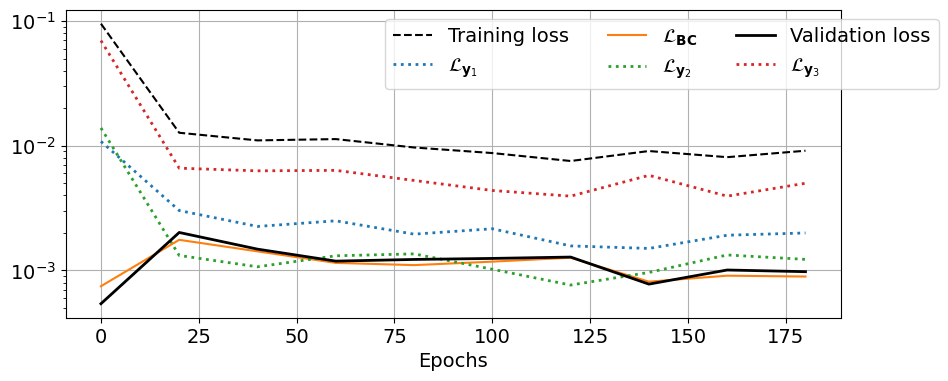 Training loss
𝓛_BC
Validation loss
𝓛_y₁
𝓛_y₂
𝓛_y₃
10⁻¹
10⁻²
10⁻³
0 25 50 75 100 125 150 175
Epochs